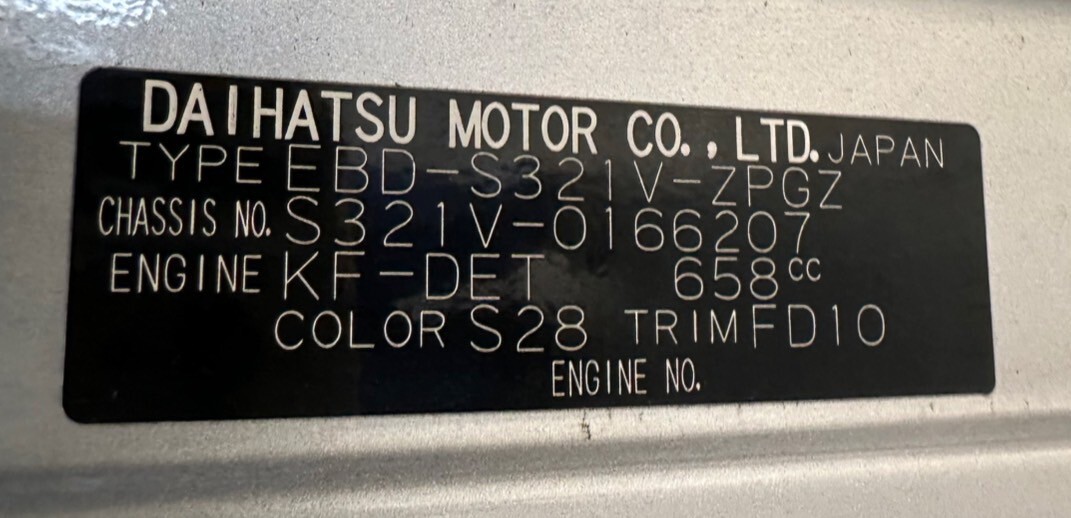 DAIHATSU MOTOR CO., LTD. JAPAN
TYPE EBD-S321V-ZPGZ
CHASSIS NO. S321V-0166207
ENGINE KF-DET 658cc
COLOR S28 TRIM FD10
ENGINE NO.